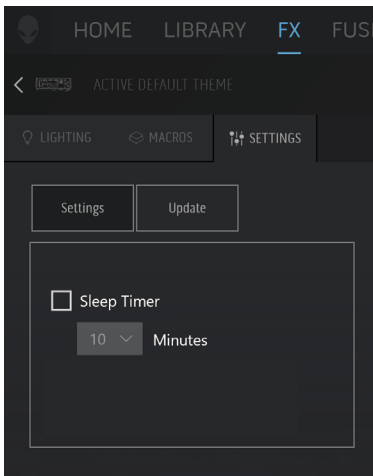 HOME LIBRARY FX FUS
ACTIVE DEFAULT THEME
LIGHTING MACROS SETTINGS
Settings Update
Sleep Timer
10 Minutes